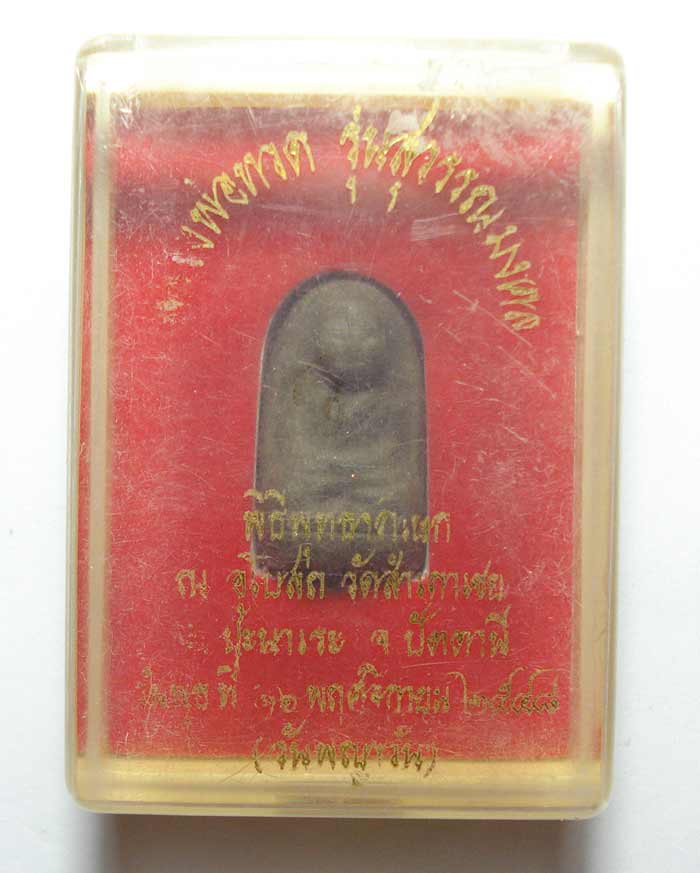 พ่อทวด รุ่นสุวรรณมงคล
พิธีพุทธาภิเษก
ณ อุโบสถ วัดสำเภาเชย
อ. ปะนาเระ จ. ปัตตานี
วันพุธ ที่ ๑๖ พฤศจิกายน ๒๕๔๘
(วันพญาวัน)